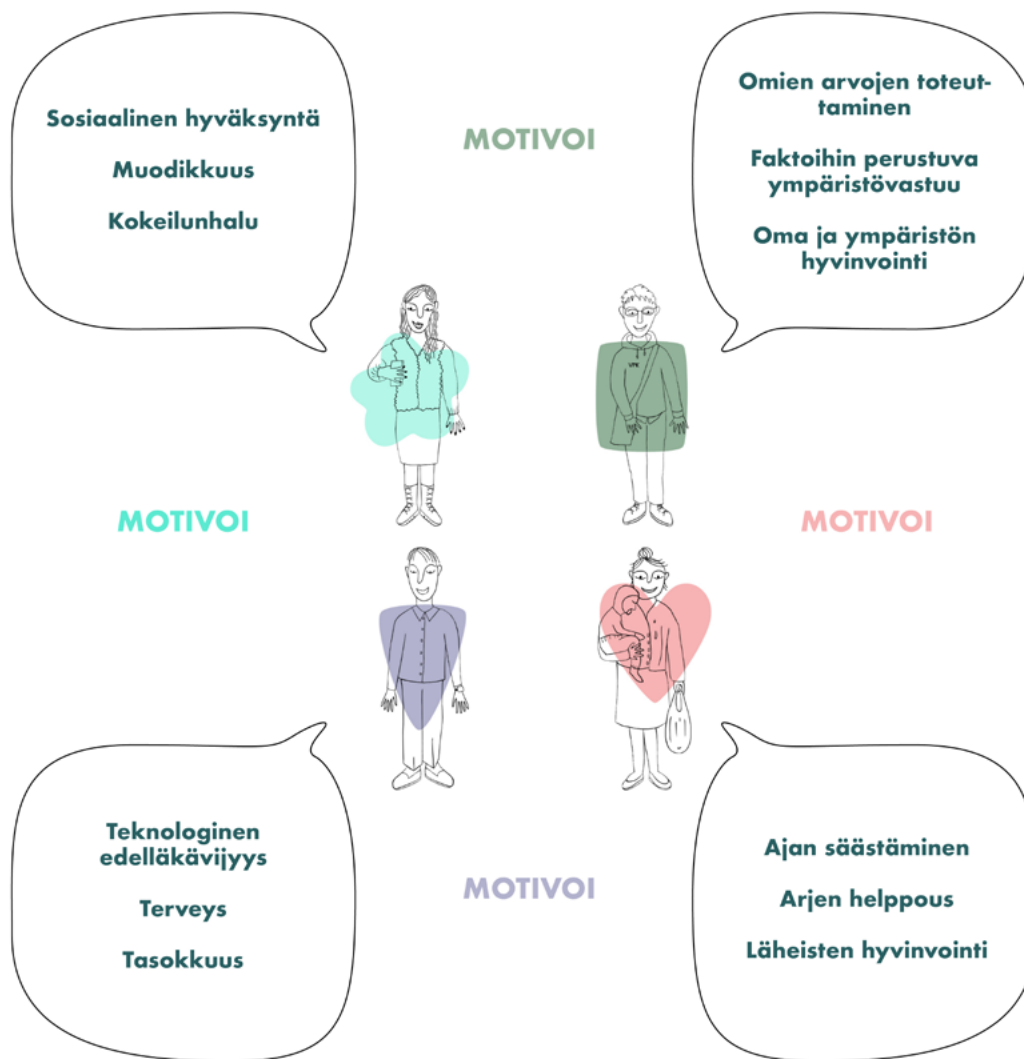 Sosiaalinen hyväksyntä
Muodikkuus
Kokeilunhalu
MOTIVOI
Omien arvojen toteut-
taminen
Faktoihin perustuva
ympäristövastuu
Oma ja ympäristön
hyvinvointi
MOTIVOI
MOTIVOI
Teknologinen
edelläkävijyys
Terveys
Tasokkuus
MOTIVOI
Ajan säästäminen
Arjen helppous
Läheisten hyvinvointi